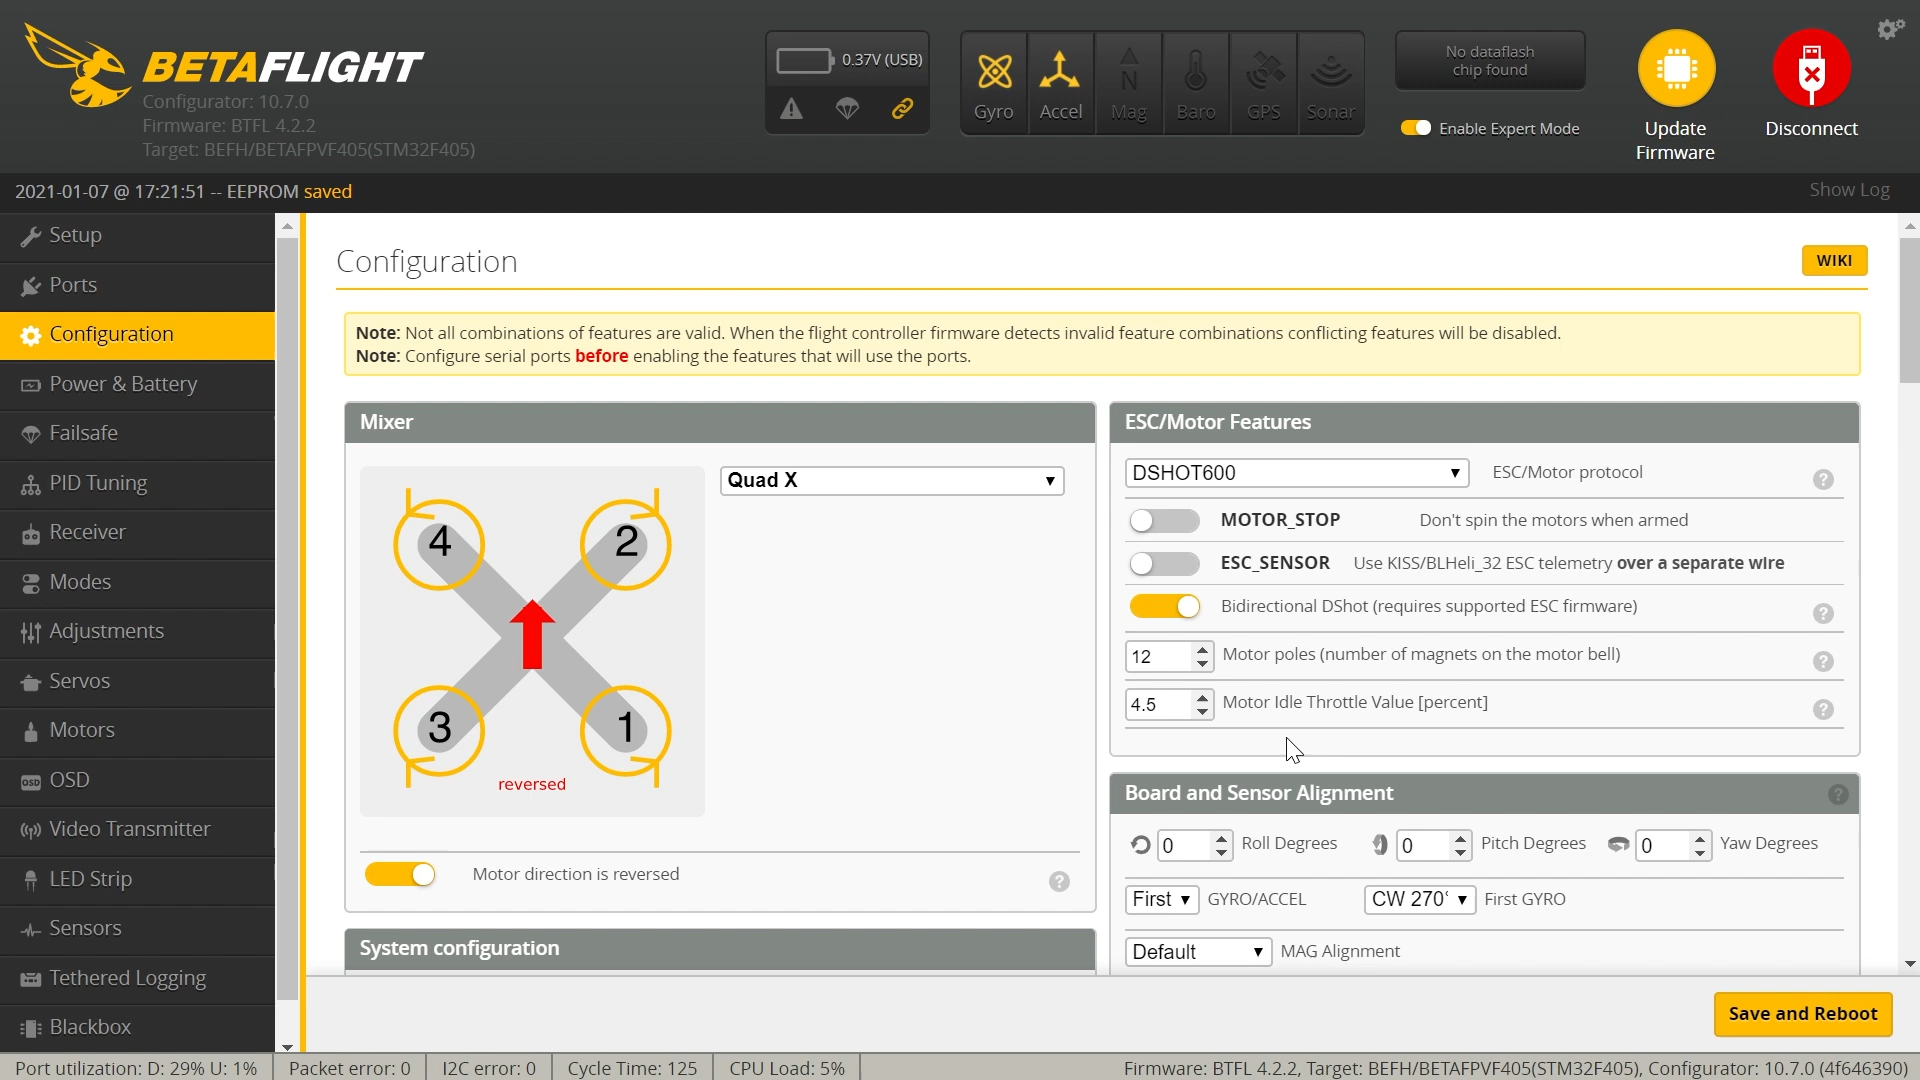 BETAFLIGHT
Configurator: 10.7.0
Firmware: BTFL 4.2.2
Target: BEFH/BETAFPVF405(STM32F405)
0.37V (USB)
Gyro
Accel
N
Mag
Baro
GPS
Sonar
No dataflash
chip found
Enable Expert Mode
Update
Firmware
Disconnect
2021-01-07 @ 17:21:51 -- EEPROM saved
Show Log
Setup
Ports
Configuration
Power & Battery
Failsafe
PID Tuning
Receiver
Modes
Adjustments
Servos
Motors
OSD OSD
Video Transmitter
LED Strip
Sensors
Tethered Logging
Blackbox
Configuration
WIKI
Note: Not all combinations of features are valid. When the flight controller firmware detects invalid feature combinations conflicting features will be disabled.
Note: Configure serial ports before enabling the features that will use the ports.
Mixer
Quad X
4
2
3
1
reversed
Motor direction is reversed
?
System configuration
ESC/Motor Features
DSHOT600 ESC/Motor protocol ?
MOTOR_STOP Don't spin the motors when armed
ESC_SENSOR Use KISS/BLHeli_32 ESC telemetry over a separate wire
Bidirectional DShot (requires supported ESC firmware) ?
12 Motor poles (number of magnets on the motor bell) ?
4.5 Motor Idle Throttle Value [percent] ?
Board and Sensor Alignment ?
0 Roll Degrees 0 Pitch Degrees 0 Yaw Degrees
First GYRO/ACCEL CW 270° First GYRO
Default MAG Alignment
Save and Reboot
Port utilization: D: 29% U: 1% Packet error: 0 I2C error: 0 Cycle Time: 125 CPU Load: 5% Firmware: BTFL 4.2.2, Target: BEFH/BETAFPVF405(STM32F405), Configurator: 10.7.0 (4f646390)